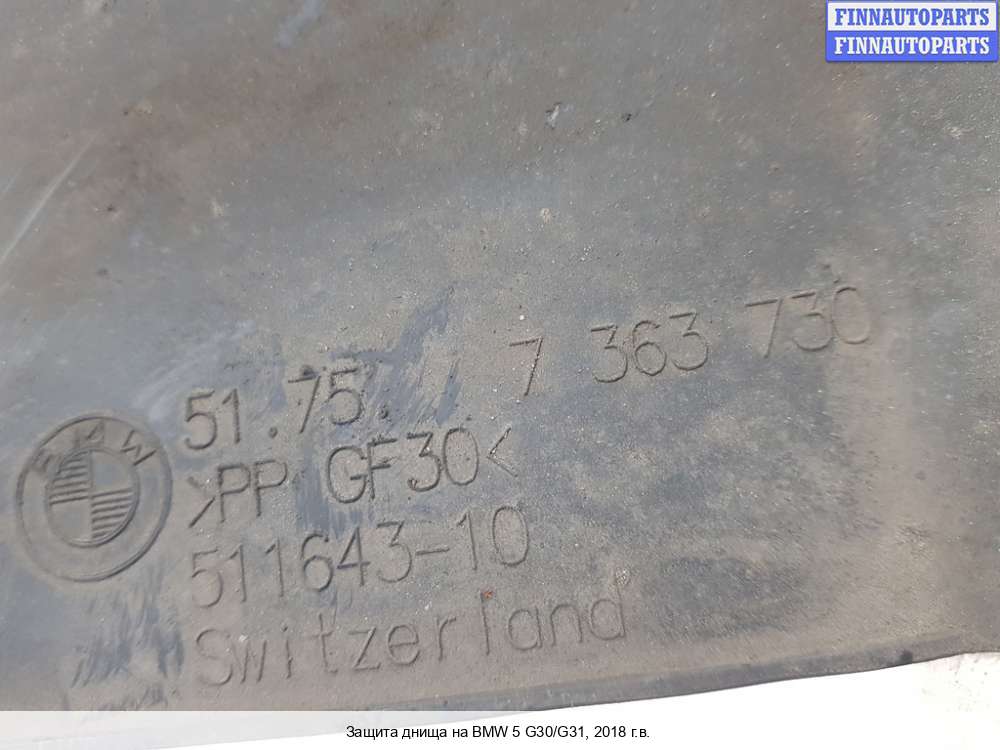 FINNAUTOPARTS
FINNAUTOPARTS
51.75. 7 363 730
BMW
>PP GF30<
511643-10
Switzerland
Защита днища на BMW 5 G30/G31, 2018 г.в.